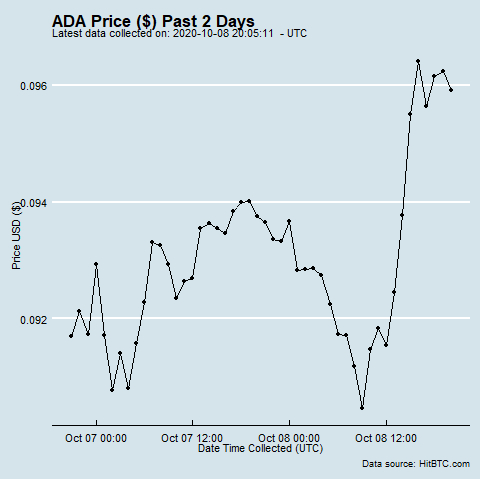 ADA Price ($) Past 2 Days
Latest data collected on: 2020-10-08 20:05:11  - UTC
0.096
0.094
0.092
Price USD ($)
Oct 07 00:00 Oct 07 12:00 Oct 08 00:00 Oct 08 12:00
Date Time Collected (UTC)
Data source: HitBTC.com